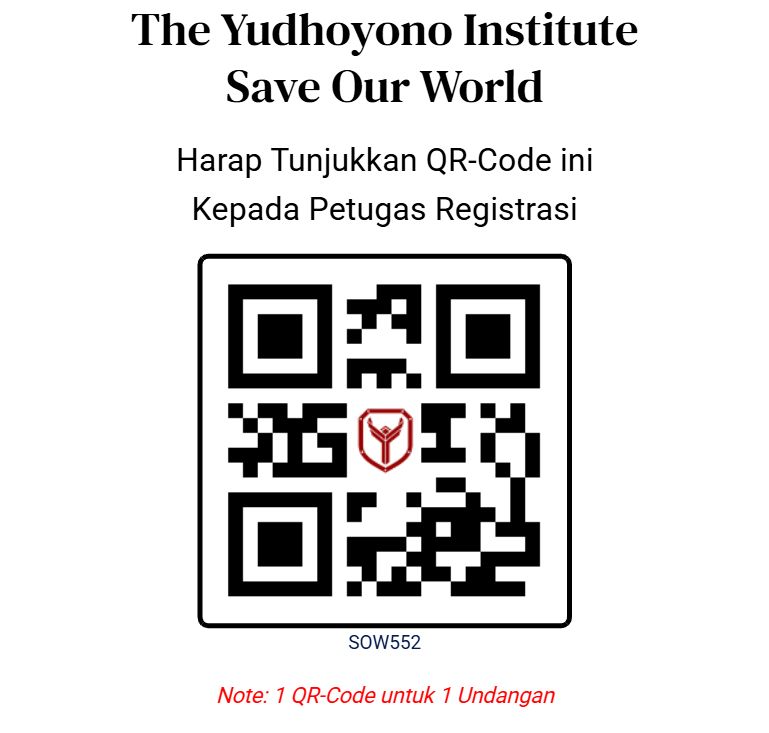 The Yudhoyono Institute
Save Our World
Harap Tunjukkan QR-Code ini
Kepada Petugas Registrasi
SOW552
Note: 1 QR-Code untuk 1 Undangan